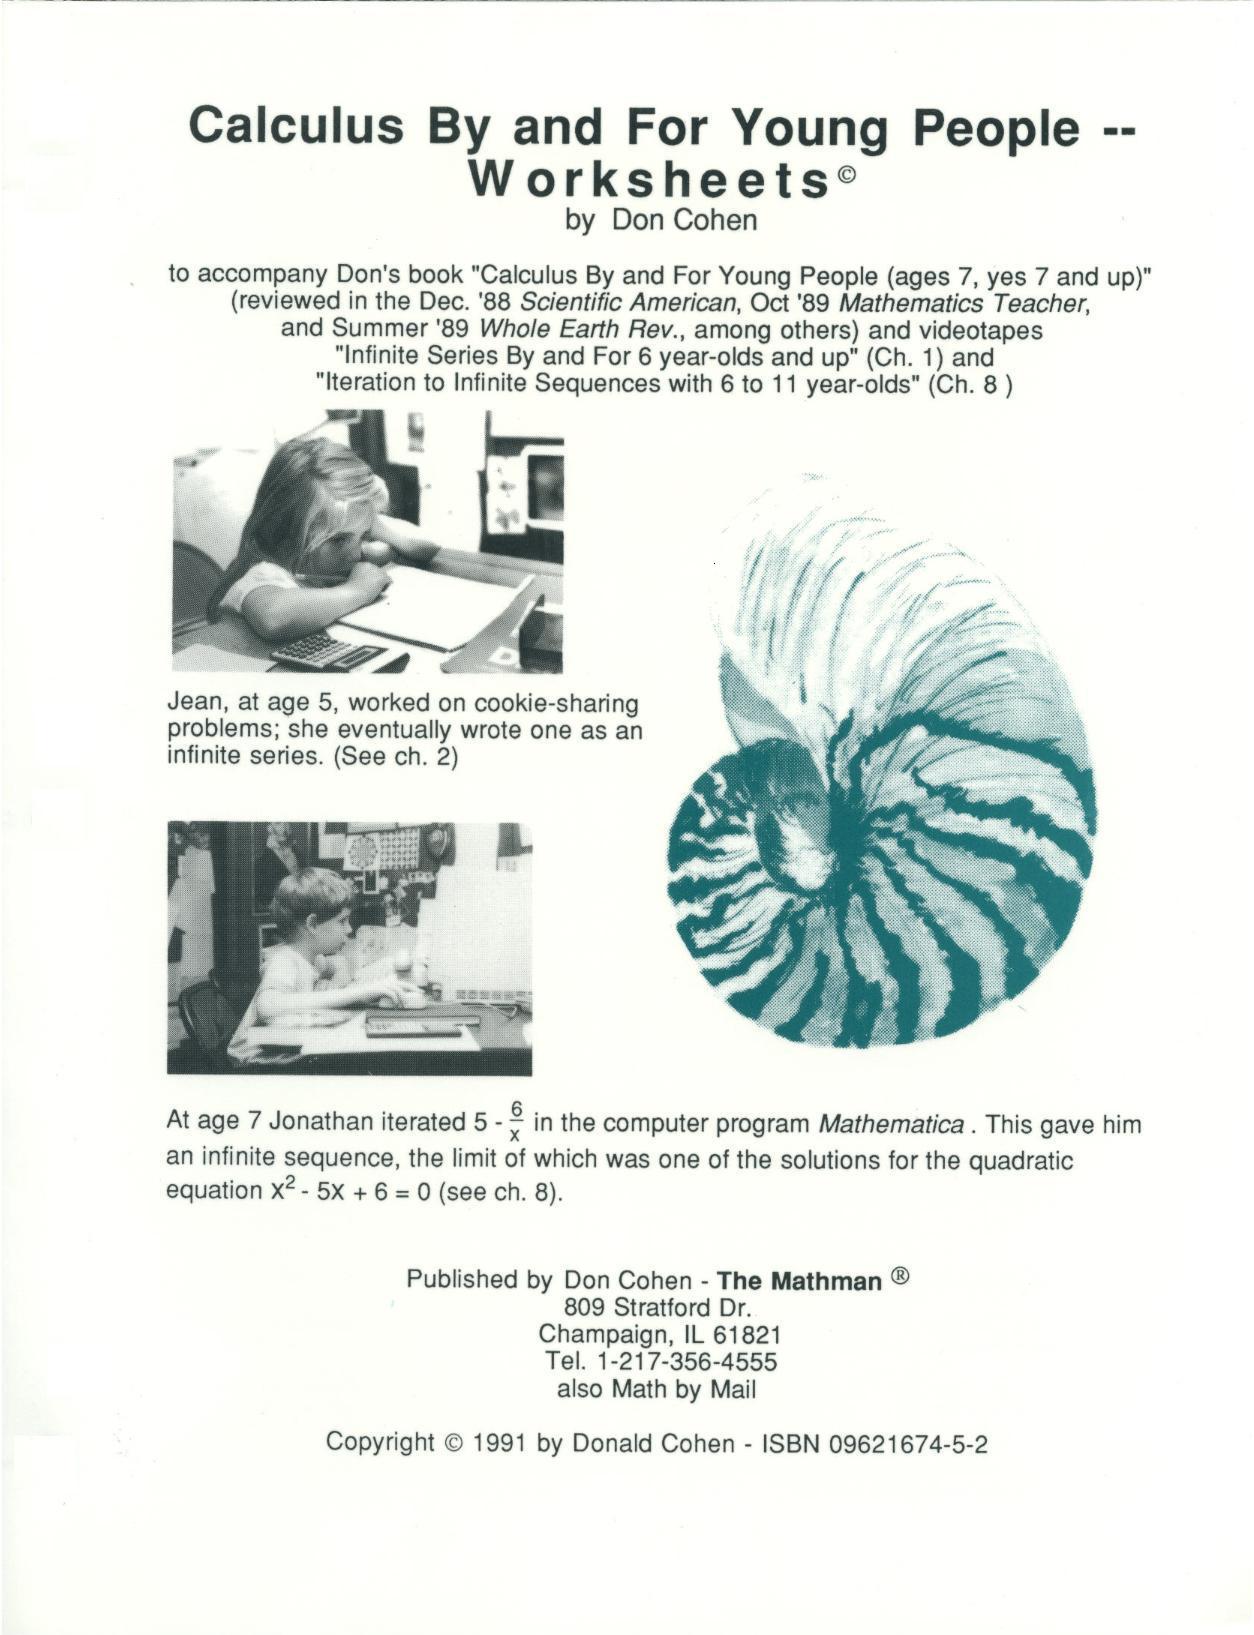 Calculus By and For Young People --
Worksheets©
by Don Cohen
to accompany Don's book "Calculus By and For Young People (ages 7, yes 7 and up)"
(reviewed in the Dec. '88 Scientific American, Oct '89 Mathematics Teacher,
and Summer '89 Whole Earth Rev., among others) and videotapes
"Infinite Series By and For 6 year-olds and up" (Ch. 1) and
"Iteration to Infinite Sequences with 6 to 11 year-olds" (Ch. 8 )
Jean, at age 5, worked on cookie-sharing
problems; she eventually wrote one as an
infinite series. (See ch. 2)
At age 7 Jonathan iterated 5 - 6/x in the computer program Mathematica . This gave him
an infinite sequence, the limit of which was one of the solutions for the quadratic
equation x² - 5x + 6 = 0 (see ch. 8).
Published by Don Cohen - The Mathman ®
809 Stratford Dr.
Champaign, IL 61821
Tel. 1-217-356-4555
also Math by Mail
Copyright © 1991 by Donald Cohen - ISBN 09621674-5-2